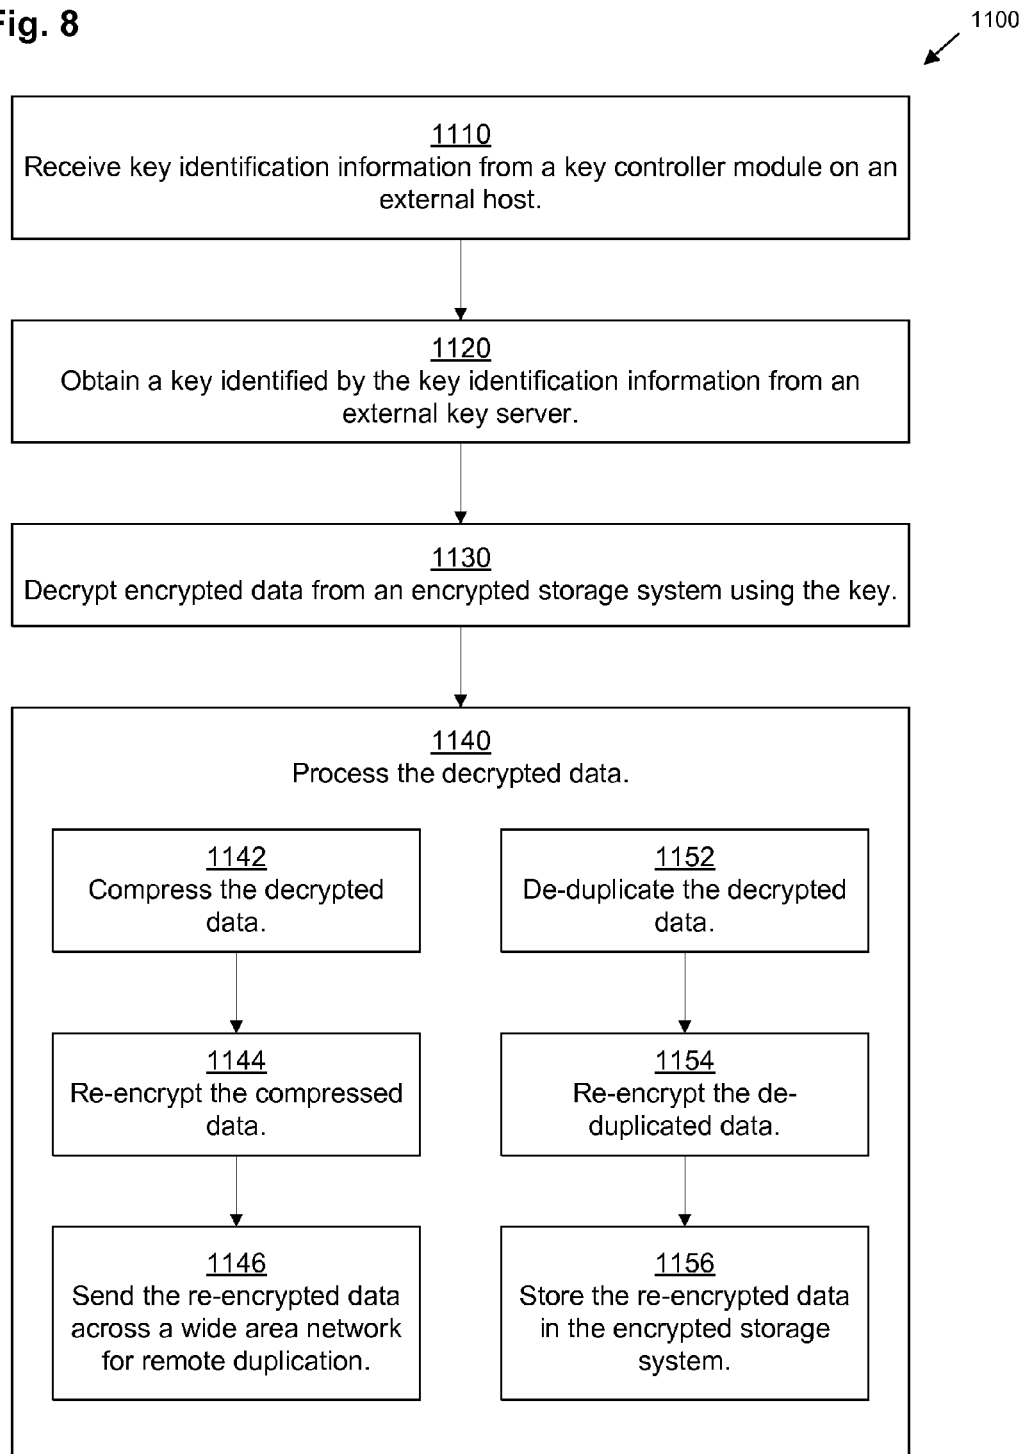 Fig. 8
1100
1110
Receive key identification information from a key controller module on an
external host.
1120
Obtain a key identified by the key identification information from an
external key server.
1130
Decrypt encrypted data from an encrypted storage system using the key.
1140
Process the decrypted data.
1142
Compress the decrypted
data.
1144
Re-encrypt the compressed
data.
1146
Send the re-encrypted data
across a wide area network
for remote duplication.
1152
De-duplicate the decrypted
data.
1154
Re-encrypt the de-
duplicated data.
1156
Store the re-encrypted data
in the encrypted storage
system.